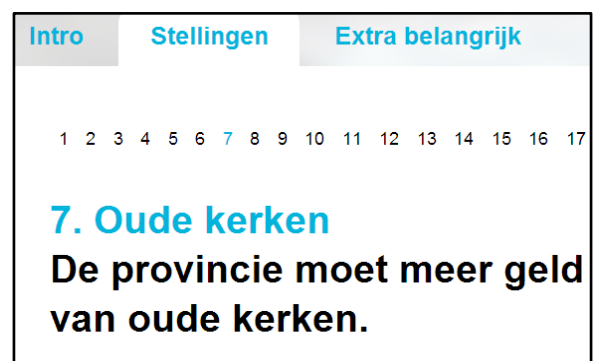 Intro Stellingen Extra belangrijk
1 2 3 4 5 6 7 8 9 10 11 12 13 14 15 16 17
7. Oude kerken
De provincie moet meer geld
van oude kerken.